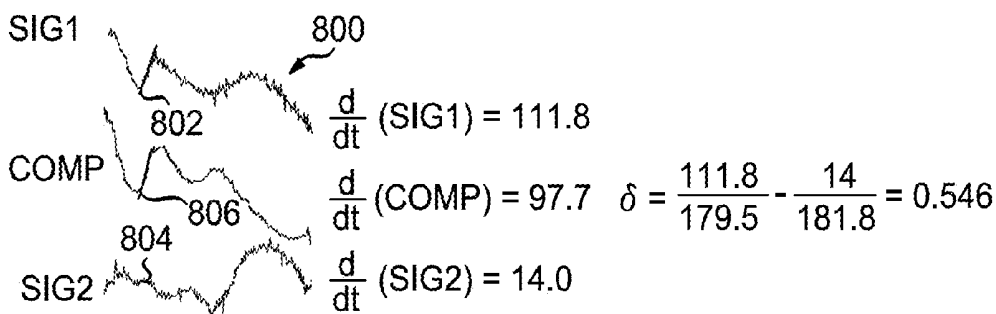 SIG1
800
802
d/dt (SIG1) = 111.8
COMP
806
d/dt (COMP) = 97.7
δ = 111.8/179.5 - 14/181.8 = 0.546
804
SIG2
d/dt (SIG2) = 14.0